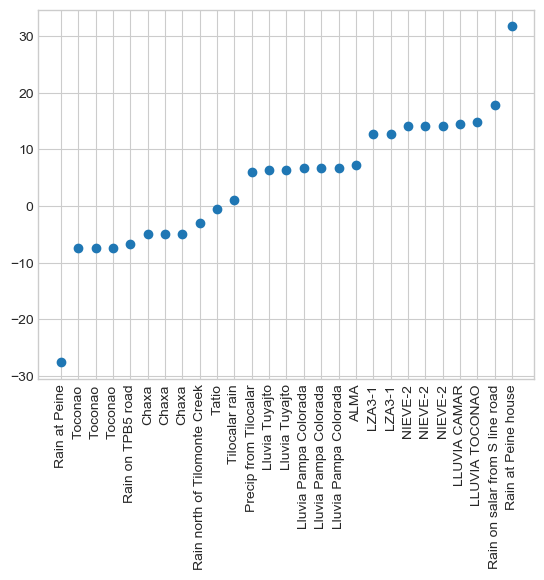 30
20
10
0
−10
−20
−30
Rain at Peine
Toconao
Toconao
Toconao
Rain on TPB5 road
Chaxa
Chaxa
Chaxa
Rain north of Tilomonte Creek
Tatio
Tilocalar rain
Precip from Tilocalar
Lluvia Tuyajto
Lluvia Tuyajto
Lluvia Pampa Colorada
Lluvia Pampa Colorada
Lluvia Pampa Colorada
ALMA
LZA3-1
LZA3-1
NIEVE-2
NIEVE-2
NIEVE-2
LLUVIA CAMAR
LLUVIA TOCONAO
Rain on salar from S line road
Rain at Peine house